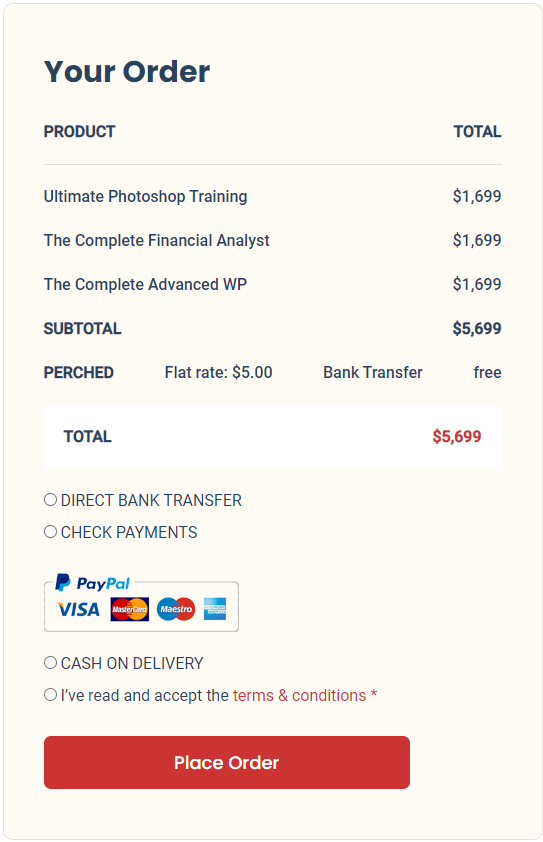 Your Order
PRODUCT TOTAL
Ultimate Photoshop Training $1,699
The Complete Financial Analyst $1,699
The Complete Advanced WP $1,699
SUBTOTAL $5,699
PERCHED Flat rate: $5.00 Bank Transfer free
TOTAL $5,699
DIRECT BANK TRANSFER
CHECK PAYMENTS
PayPal
VISA MasterCard Maestro
CASH ON DELIVERY
I’ve read and accept the terms & conditions *
Place Order